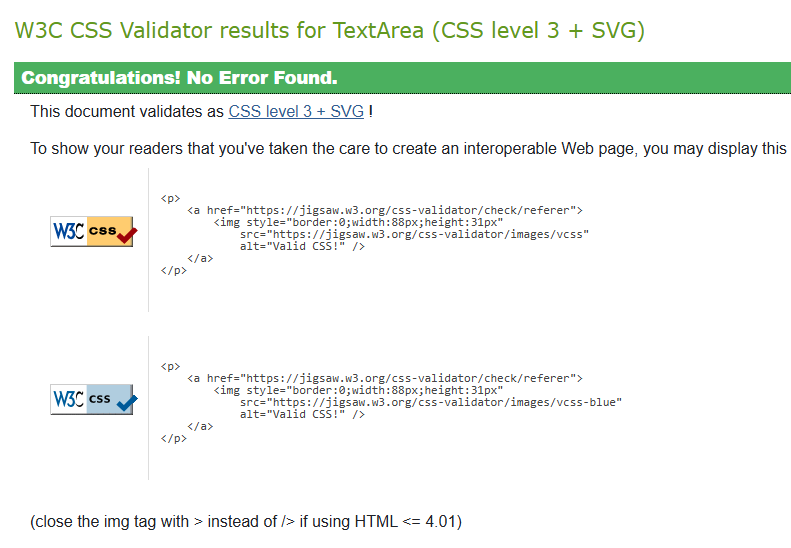 W3C CSS Validator results for TextArea (CSS level 3 + SVG)
Congratulations! No Error Found.
This document validates as CSS level 3 + SVG !
To show your readers that you've taken the care to create an interoperable Web page, you may display this
W3C css
<p>
    <a href="https://jigsaw.w3.org/css-validator/check/referer">
        <img style="border:0;width:88px;height:31px"
            src="https://jigsaw.w3.org/css-validator/images/vcss"
            alt="Valid CSS!" />
    </a>
</p>
W3C css
<p>
    <a href="https://jigsaw.w3.org/css-validator/check/referer">
        <img style="border:0;width:88px;height:31px"
            src="https://jigsaw.w3.org/css-validator/images/vcss-blue"
            alt="Valid CSS!" />
    </a>
</p>
(close the img tag with > instead of /> if using HTML <= 4.01)